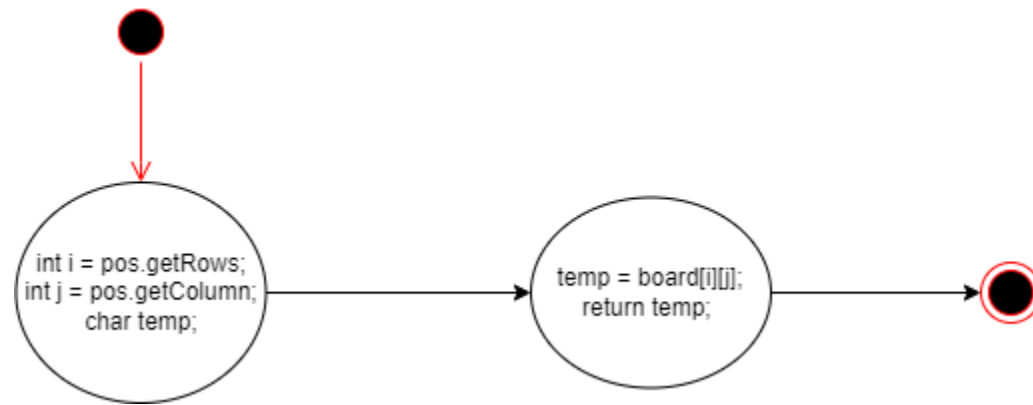 int i = pos.getRows;
int j = pos.getColumn;
char temp;
temp = board[i][j];
return temp;